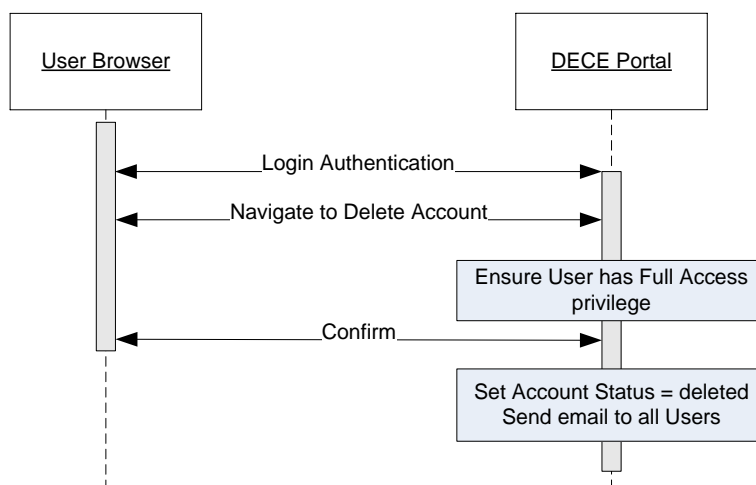 User Browser
DECE Portal
Login Authentication
Navigate to Delete Account
Ensure User has Full Access
privilege
Confirm
Set Account Status = deleted
Send email to all Users